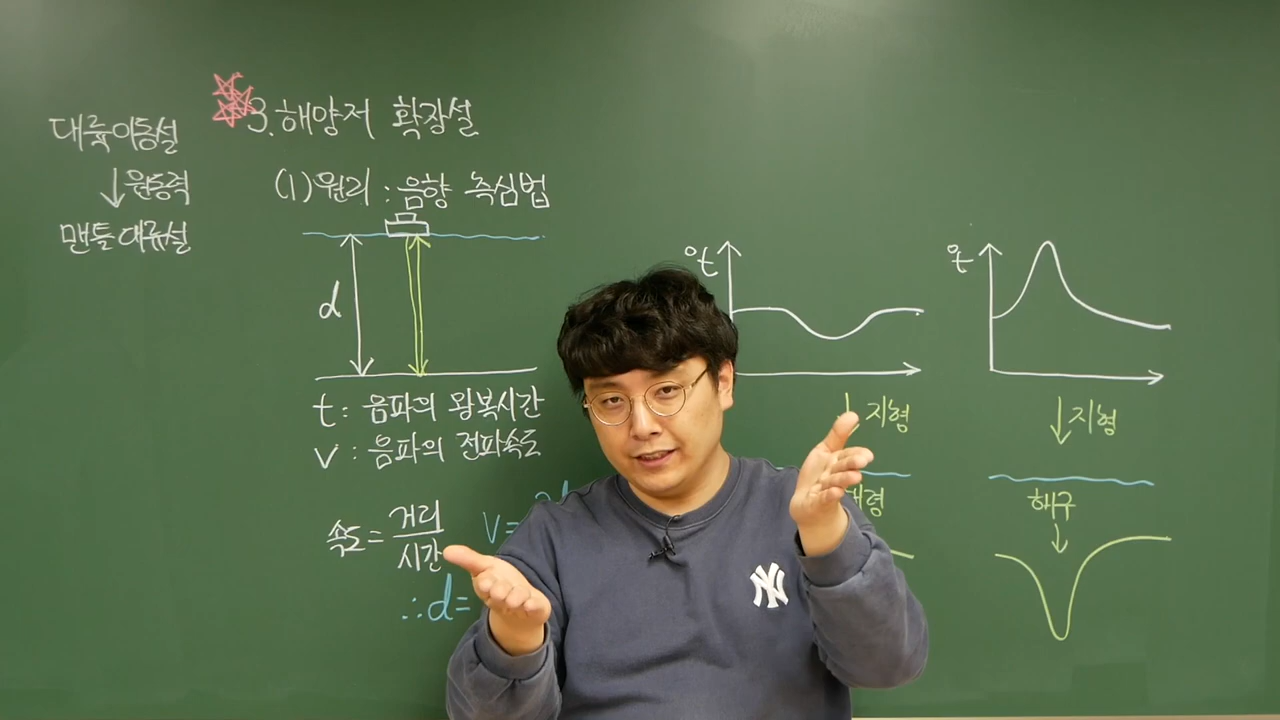 대륙이동설
↓ 원동력
맨틀대류설
3. 해양저 확장설
(1) 원리 : 음향 측심법
d
t : 음파의 왕복시간
v : 음파의 전파속도
속도 = 거리 / 시간
v =
∴ d =
t
↓ 지형
해령
t
↓ 지형
해구
NY